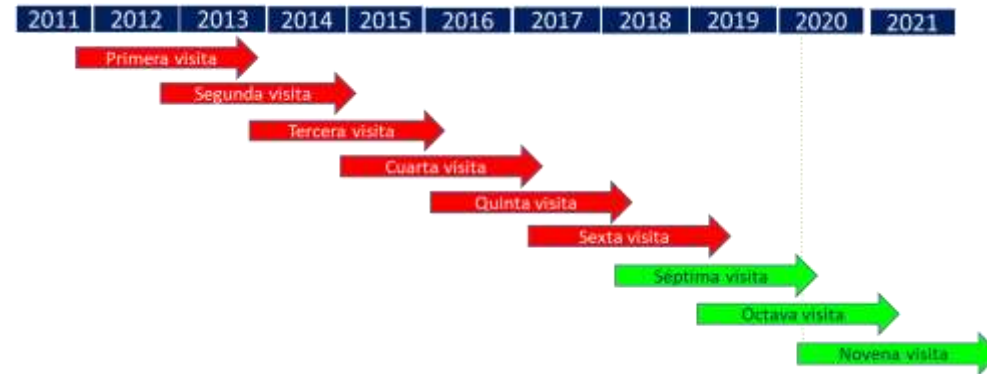 2011 2012 2013 2014 2015 2016 2017 2018 2019 2020 2021
Primera visita
Segunda visita
Tercera visita
Cuarta visita
Quinta visita
Sexta visita
Séptima visita
Octava visita
Novena visita